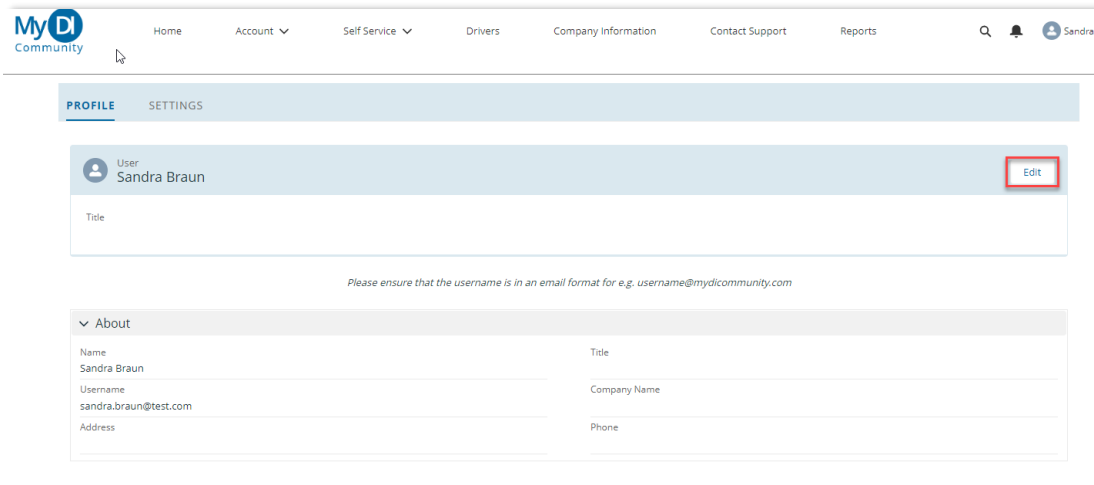 My DI
Community
Home Account Self Service Drivers Company Information Contact Support Reports Sandra
PROFILE SETTINGS
User
Sandra Braun
Edit
Title
Please ensure that the username is in an email format for e.g. username@mydicommunity.com
About
Name Title
Sandra Braun
Username Company Name
sandra.braun@test.com
Address Phone